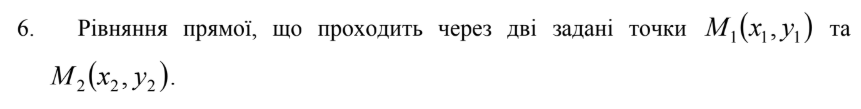 6. Рівняння прямої, що проходить через дві задані точки M₁(x₁, y₁) та
M₂(x₂, y₂).